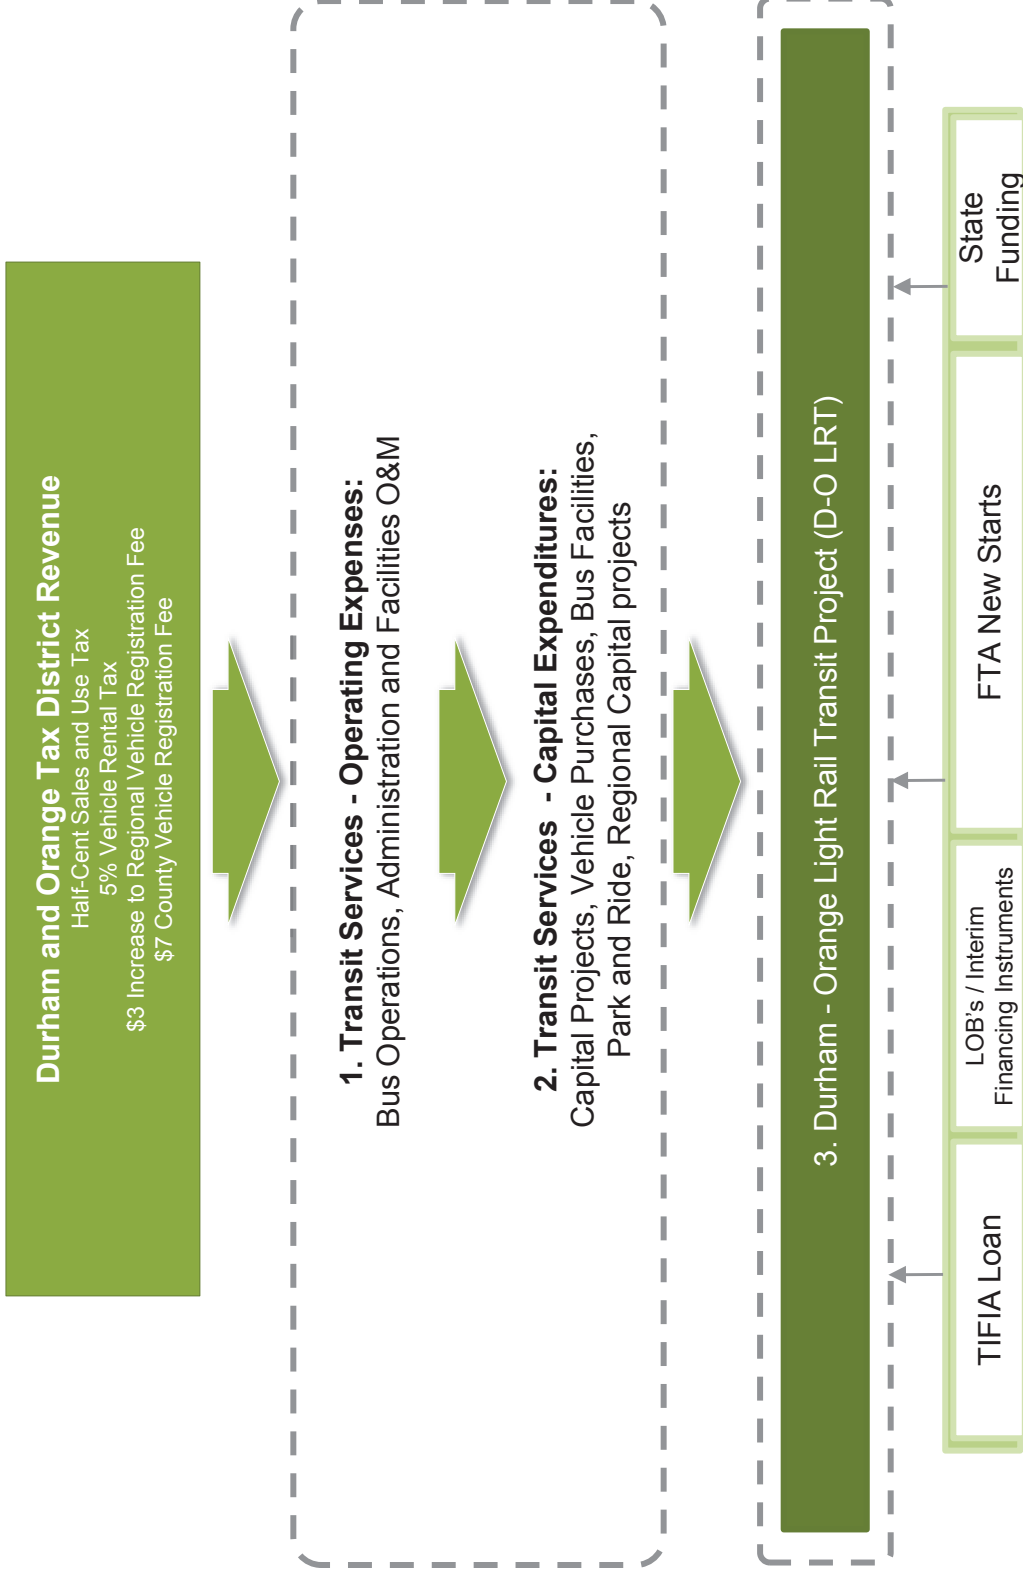 Durham and Orange Tax District Revenue
Half-Cent Sales and Use Tax
5% Vehicle Rental Tax
$3 Increase to Regional Vehicle Registration Fee
$7 County Vehicle Registration Fee
1. Transit Services - Operating Expenses:
Bus Operations, Administration and Facilities O&M
2. Transit Services - Capital Expenditures:
Capital Projects, Vehicle Purchases, Bus Facilities,
Park and Ride, Regional Capital projects
3. Durham - Orange Light Rail Transit Project (D-O LRT)
TIFIA Loan
LOB's / Interim
Financing Instruments
FTA New Starts
State
Funding